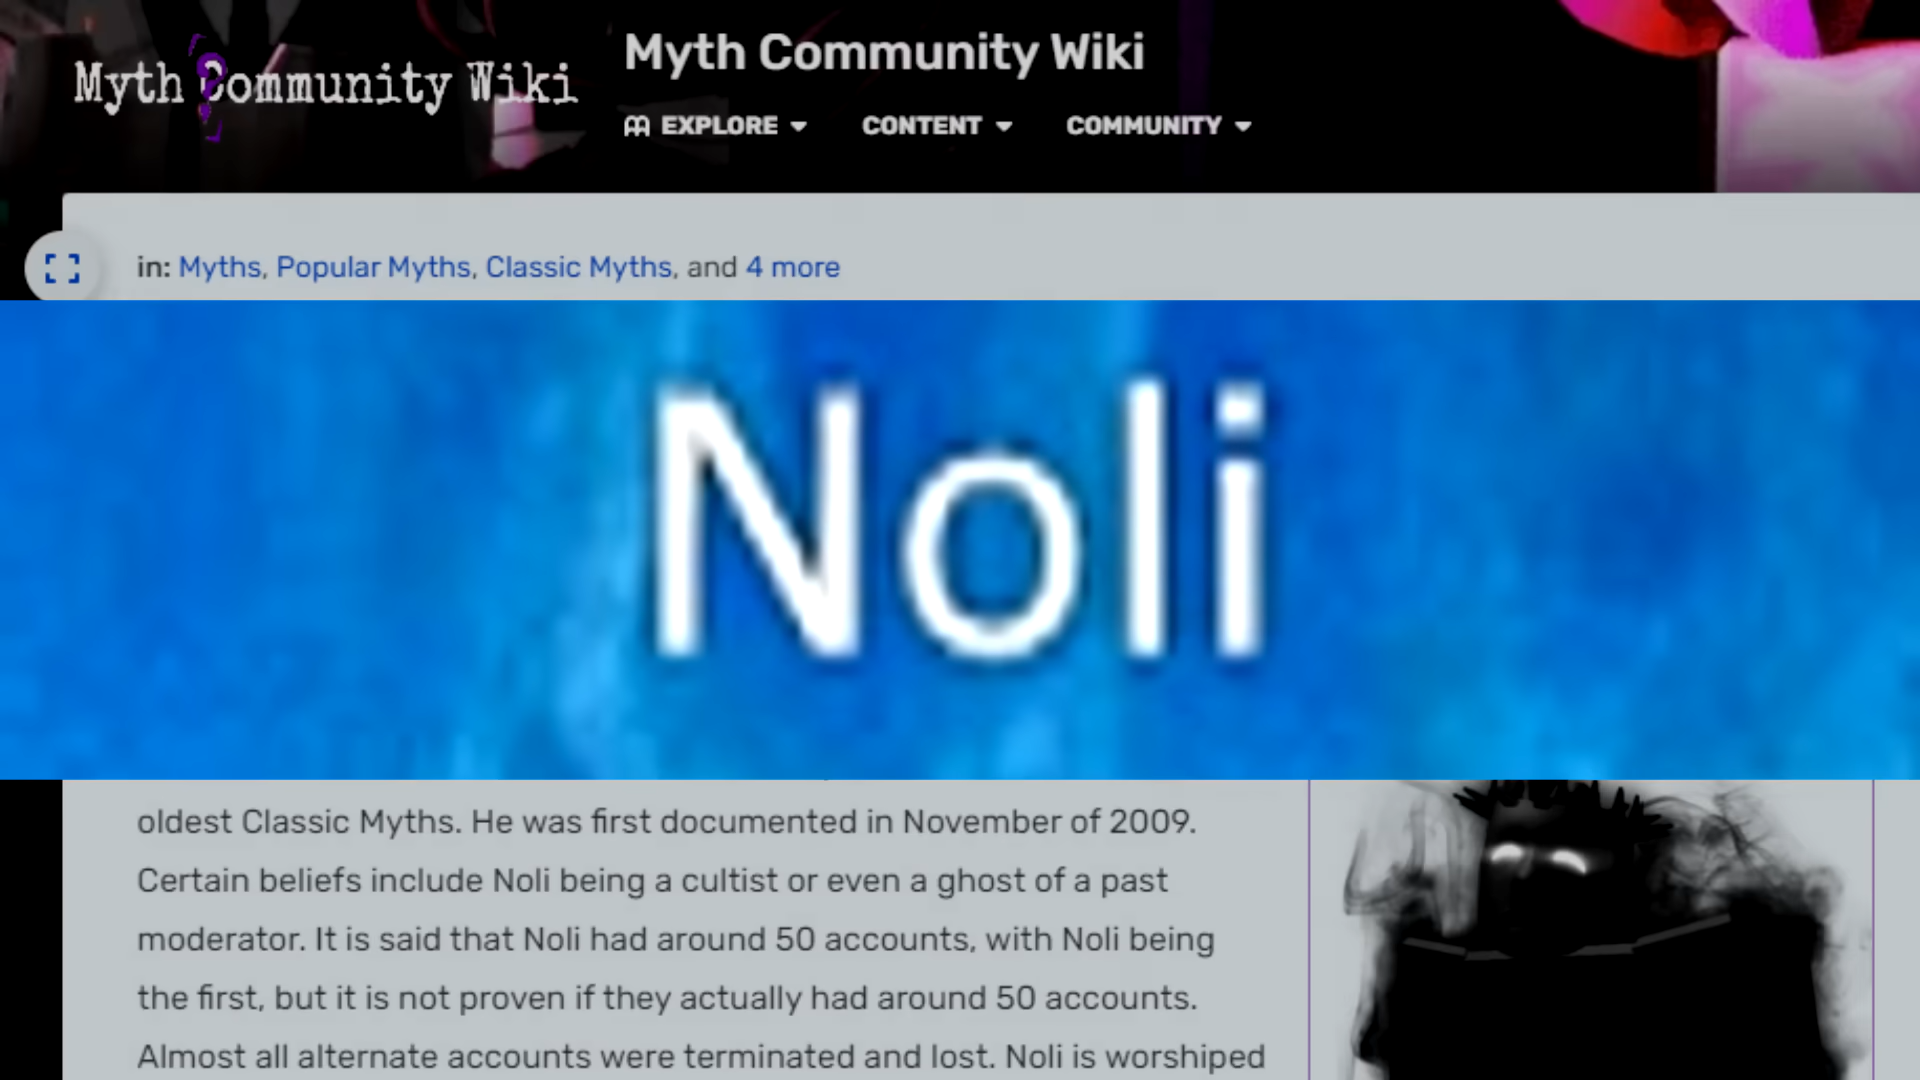 Myth Community Wiki
Myth Community Wiki
EXPLORE
CONTENT
COMMUNITY
in: Myths, Popular Myths, Classic Myths, and 4 more
Noli
oldest Classic Myths. He was first documented in November of 2009.
Certain beliefs include Noli being a cultist or even a ghost of a past
moderator. It is said that Noli had around 50 accounts, with Noli being
the first, but it is not proven if they actually had around 50 accounts.
Almost all alternate accounts were terminated and lost. Noli is worshiped